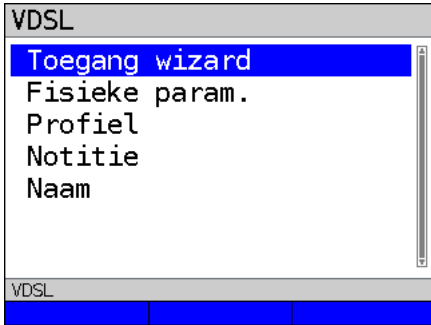 VDSL
Toegang wizard
Fisieke param.
Profiel
Notitie
Naam
VDSL